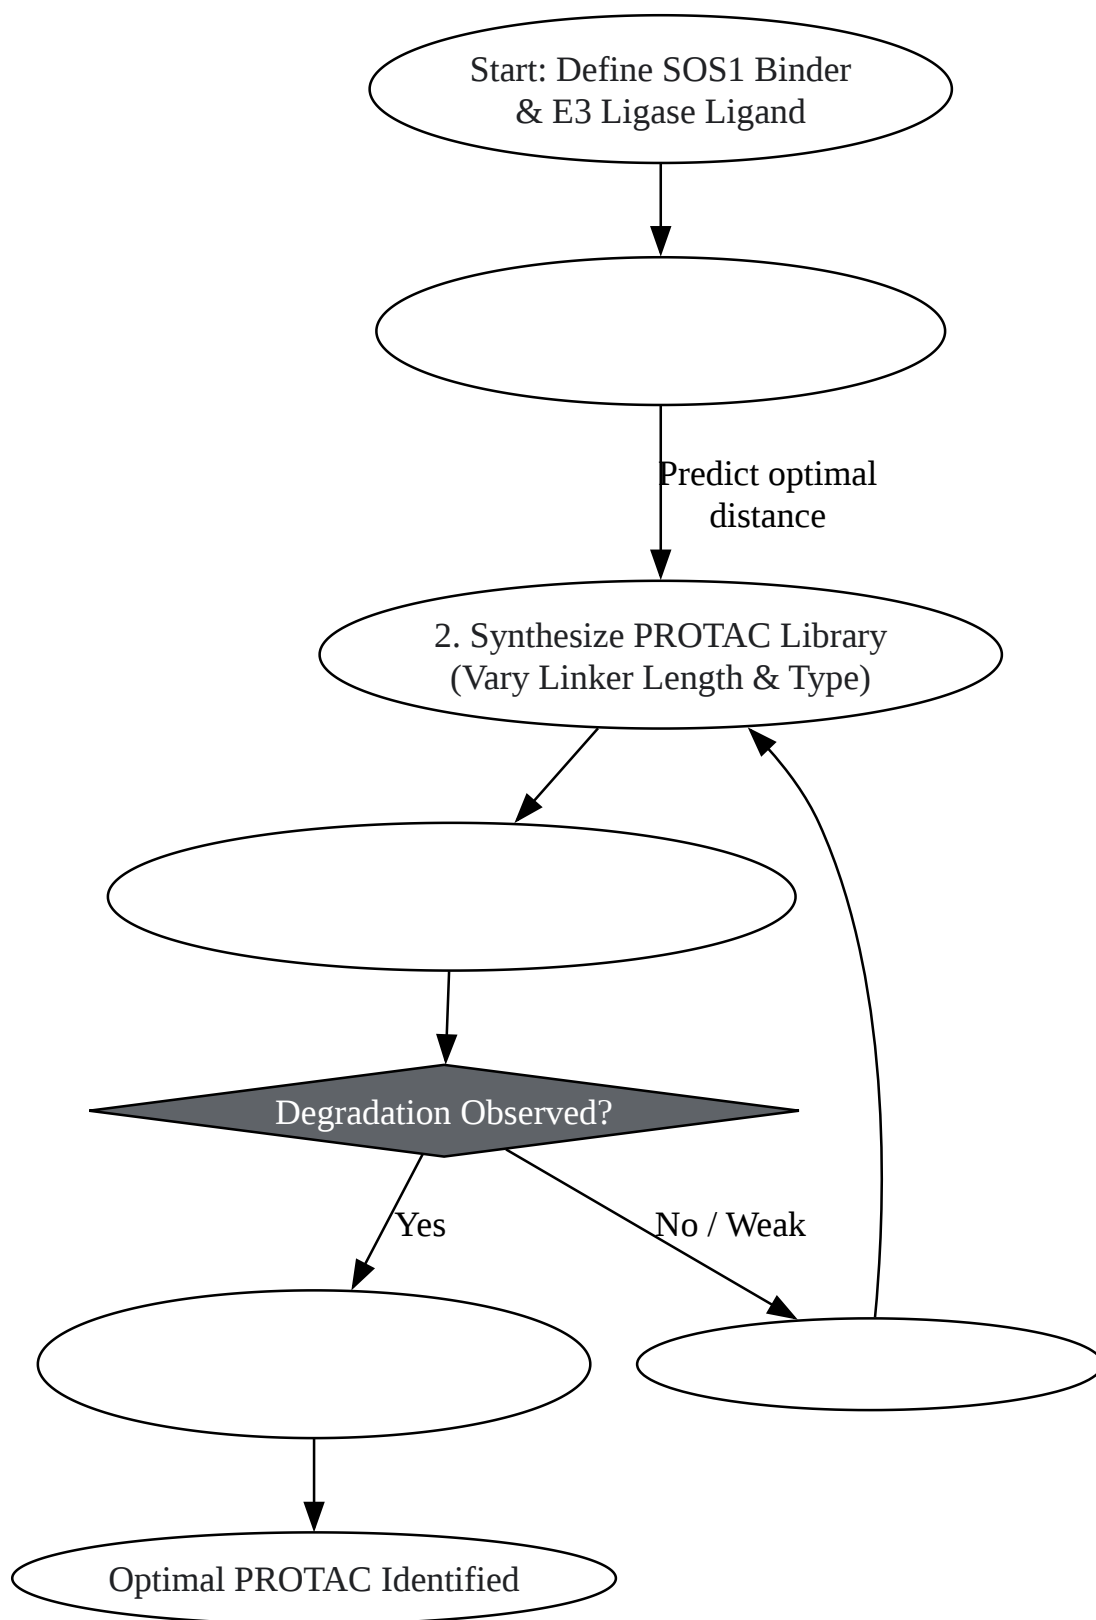 Start: Define SOS1 Binder
& E3 Ligase Ligand
Predict optimal
distance
2. Synthesize PROTAC Library
(Vary Linker Length & Type)
Degradation Observed?
Yes
No / Weak
Optimal PROTAC Identified